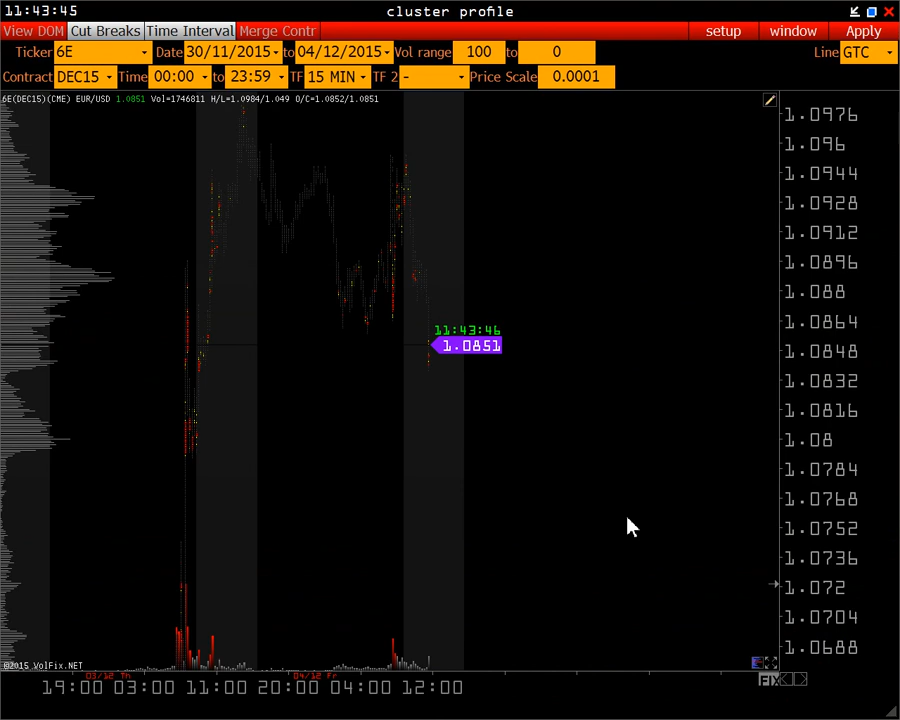 11:43:45 cluster profile
View DOM Cut Breaks Time Interval Merge Contr setup window Apply
Ticker 6E Date 30/11/2015 to 04/12/2015 Vol range 100 to 0 Line GTC
Contract DEC15 Time 00:00 to 23:59 TF 15 MIN TF 2 - Price Scale 0.0001
6E(DEC15)(CME) EUR/USD 1.0851 Vol=1746811 H/L=1.0984/1.049 O/C=1.0852/1.0851
1.0976
1.096
1.0944
1.0928
1.0912
1.0896
1.088
1.0864
11:43:46
1.0851
1.0848
1.0832
1.0816
1.08
1.0784
1.0768
1.0752
1.0736
1.072
1.0704
1.0688
©2015 VolFix.NET
03/12 Th 04/12 Fr
19:00 03:00 11:00 20:00 04:00 12:00
FIX